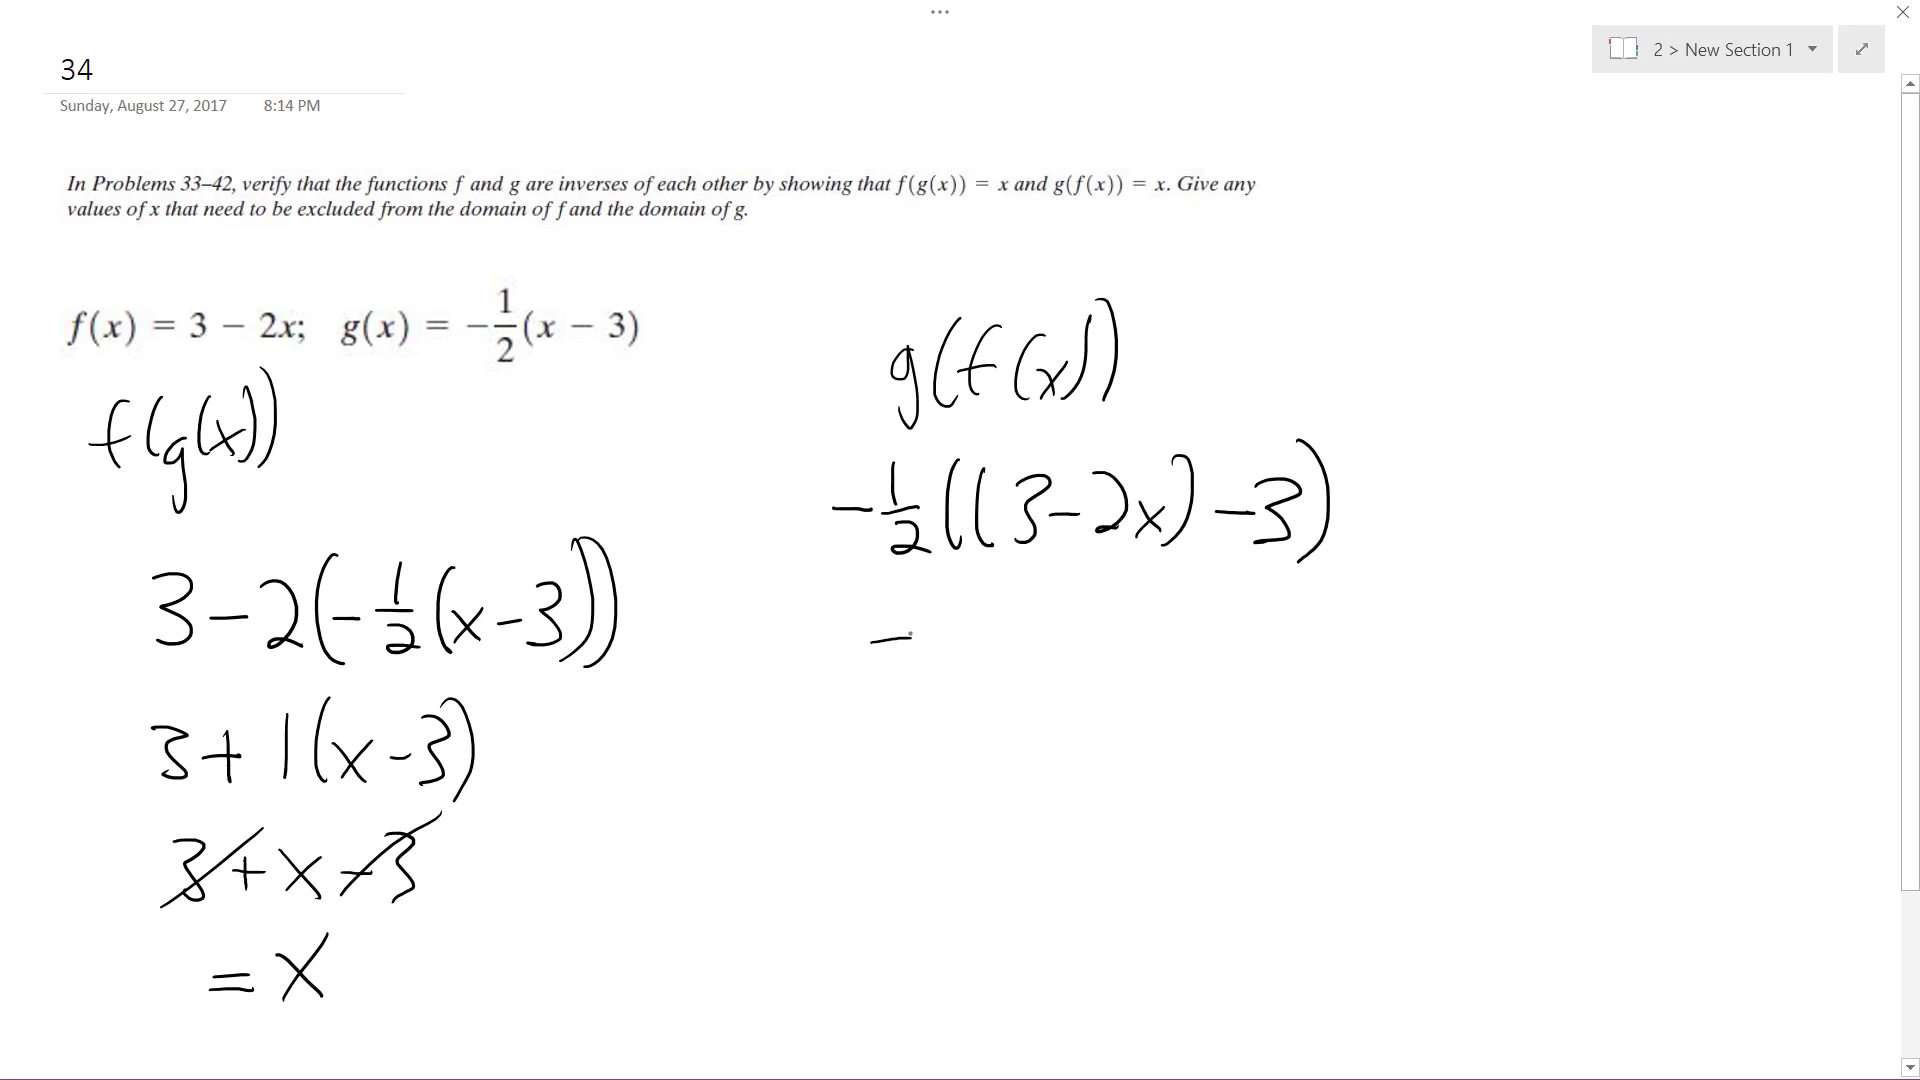 2 > New Section 1
34
Sunday, August 27, 2017 8:14 PM
In Problems 33–42, verify that the functions f and g are inverses of each other by showing that f(g(x)) = x and g(f(x)) = x. Give any
values of x that need to be excluded from the domain of f and the domain of g.
f(x) = 3 − 2x; g(x) = −1/2(x − 3)
f(g(x))
3-2(-1/2(x-3))
3+1(x-3)
3+x-3
=x
g(f(x))
-1/2((3-2x)-3)
-